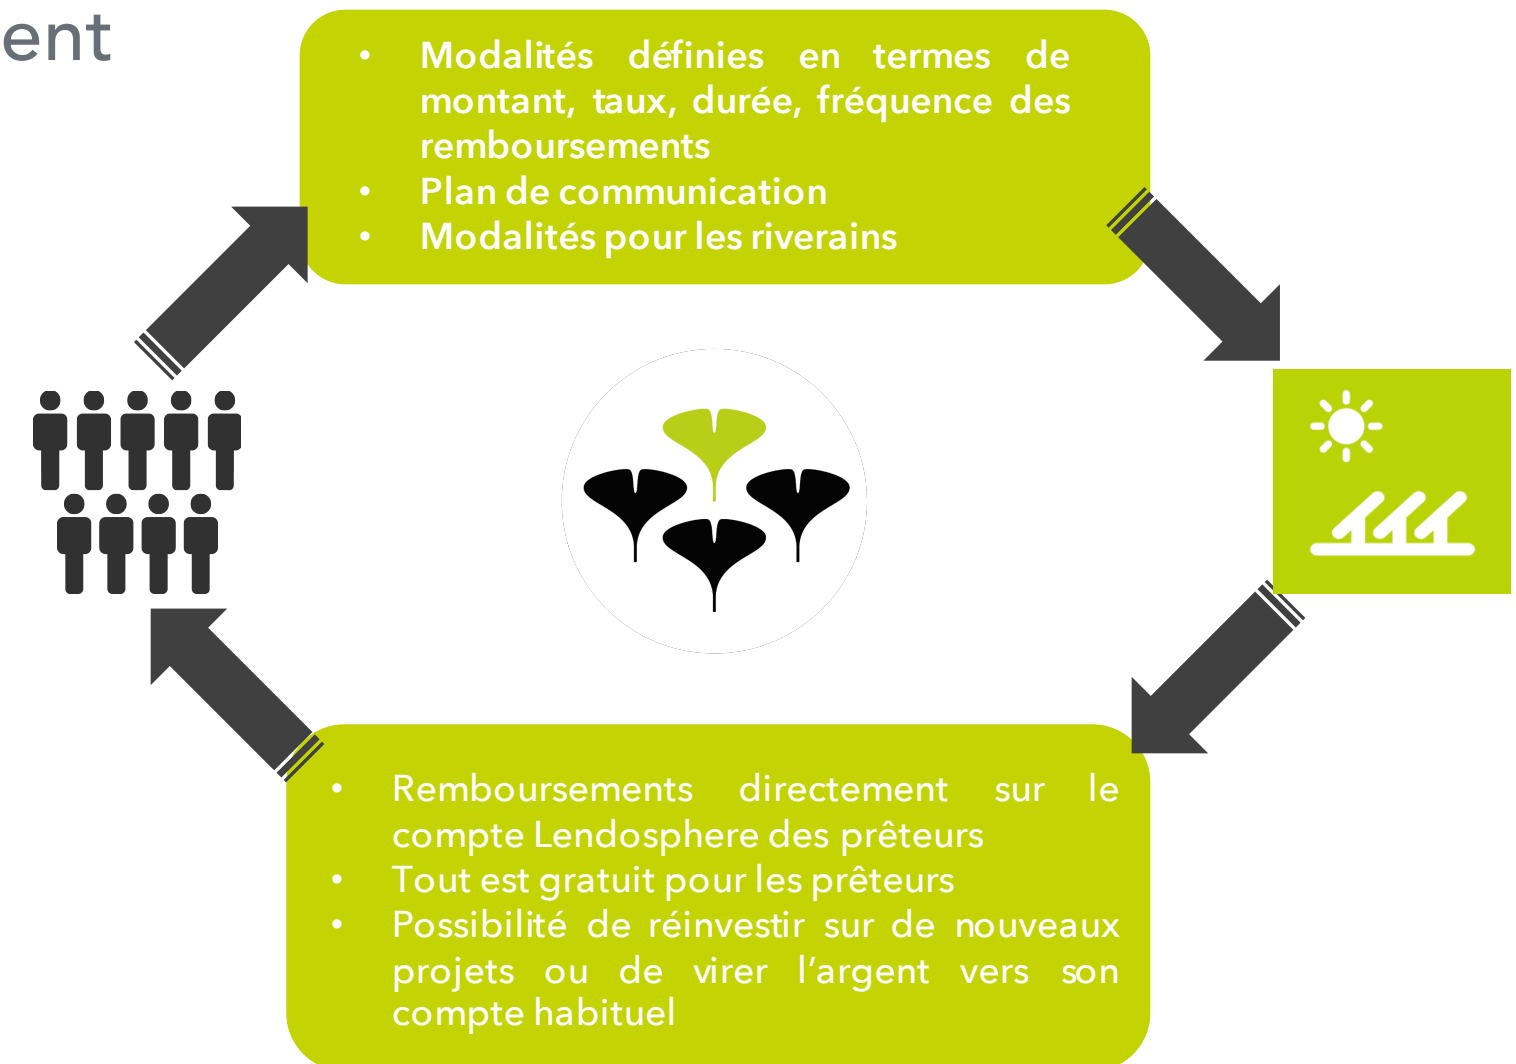 ent
• Modalités définies en termes de
montant, taux, durée, fréquence des
remboursements
• Plan de communication
• Modalités pour les riverains
• Remboursements directement sur le
compte Lendosphere des prêteurs
• Tout est gratuit pour les prêteurs
• Possibilité de réinvestir sur de nouveaux
projets ou de virer l’argent vers son
compte habituel